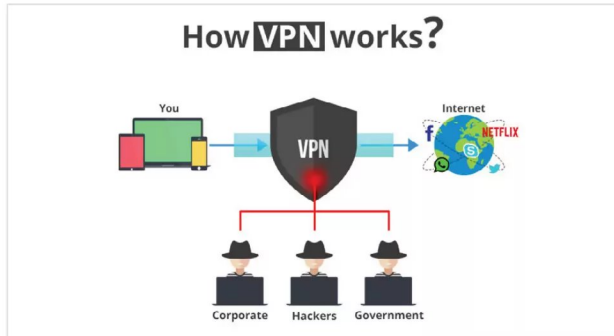 How VPN works?
You
Internet
VPN
f
NETFLIX
S
Corporate
Hackers
Government